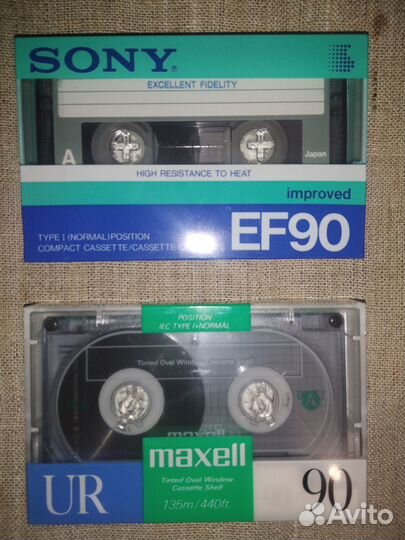 SONY®
EXCELLENT FIDELITY
A
Japan
HIGH RESISTANCE TO HEAT
improved
TYPE I (NORMAL) POSITION
EF90
COMPACT CASSETTE/CASSETTE
POSITION
IEC TYPE I•NORMAL
Tinted Oval Window Cassette Shell
A
maxell
maxell
UR
Tinted Oval Window
Cassette Shell
90
135m/440ft.
Avito